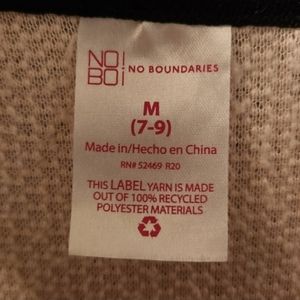 NO! NO BOUNDARIES
BO!
M
(7-9)
Made in/Hecho en China
RN# 52469 R20
THIS LABEL YARN IS MADE
OUT OF 100% RECYCLED
POLYESTER MATERIALS